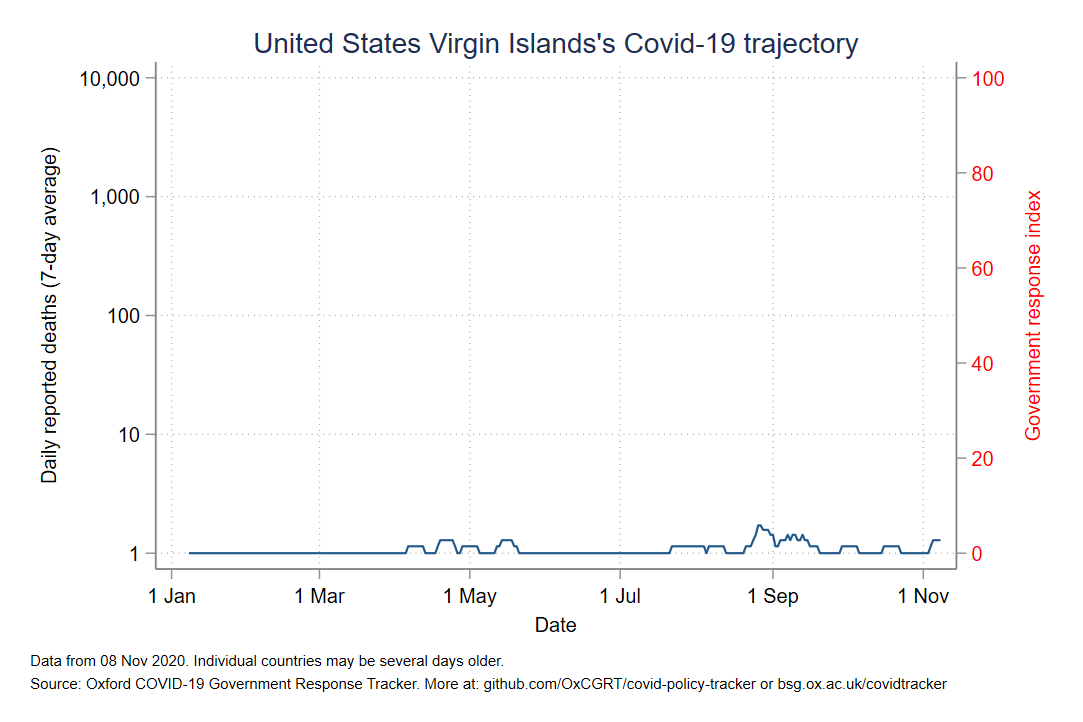 United States Virgin Islands's Covid-19 trajectory
Daily reported deaths (7-day average)
10,000
1,000
100
10
1
100
80
60
40
20
0
Government response index
1 Jan
1 Mar
1 May
1 Jul
1 Sep
1 Nov
Date
Data from 08 Nov 2020. Individual countries may be several days older.
Source: Oxford COVID-19 Government Response Tracker. More at: github.com/OxCGRT/covid-policy-tracker or bsg.ox.ac.uk/covidtracker